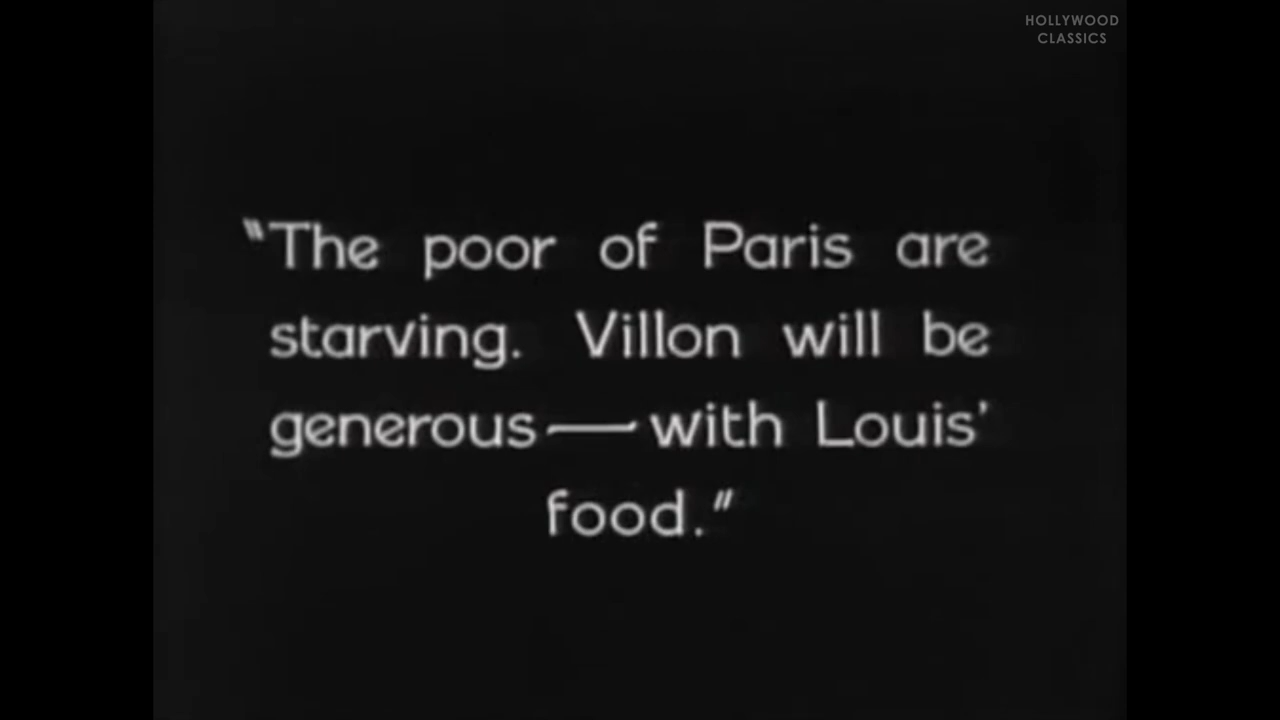 HOLLYWOOD
CLASSICS
"The poor of Paris are
starving. Villon will be
generous—with Louis'
food."